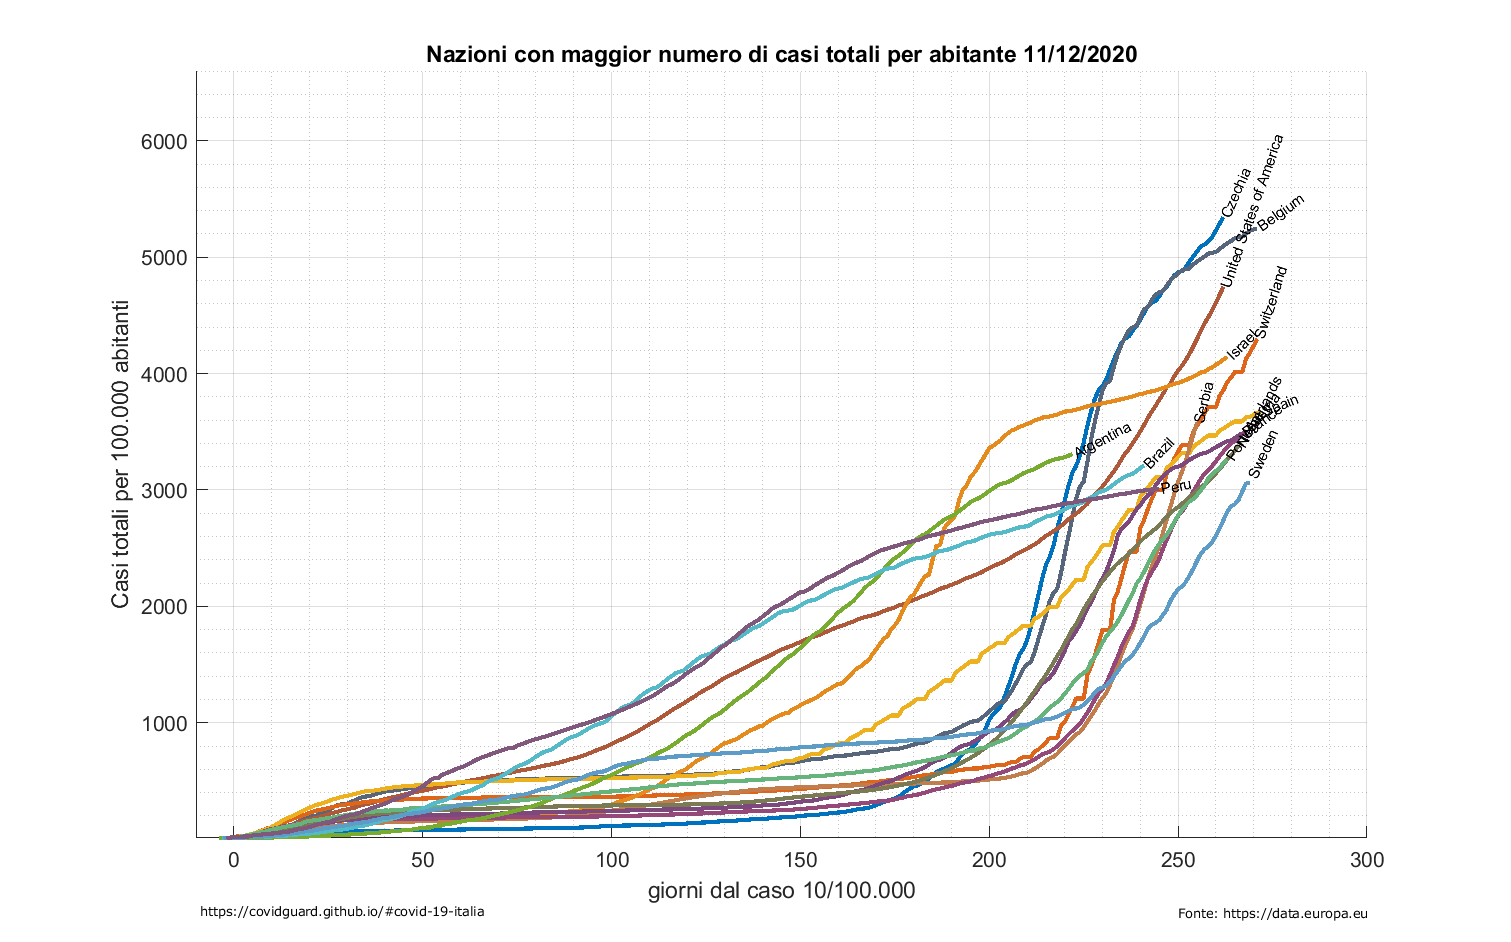 Nazioni con maggior numero di casi totali per abitante 11/12/2020
Casi totali per 100.000 abitanti
6000
5000
4000
3000
2000
1000
Czechia
United States of America
Belgium
Switzerland
Israel
Serbia
Argentina
Brazil
Peru
Sweden
0
50
100
150
200
250
300
giorni dal caso 10/100.000
https://covidguard.github.io/#covid-19-italia
Fonte: https://data.europa.eu